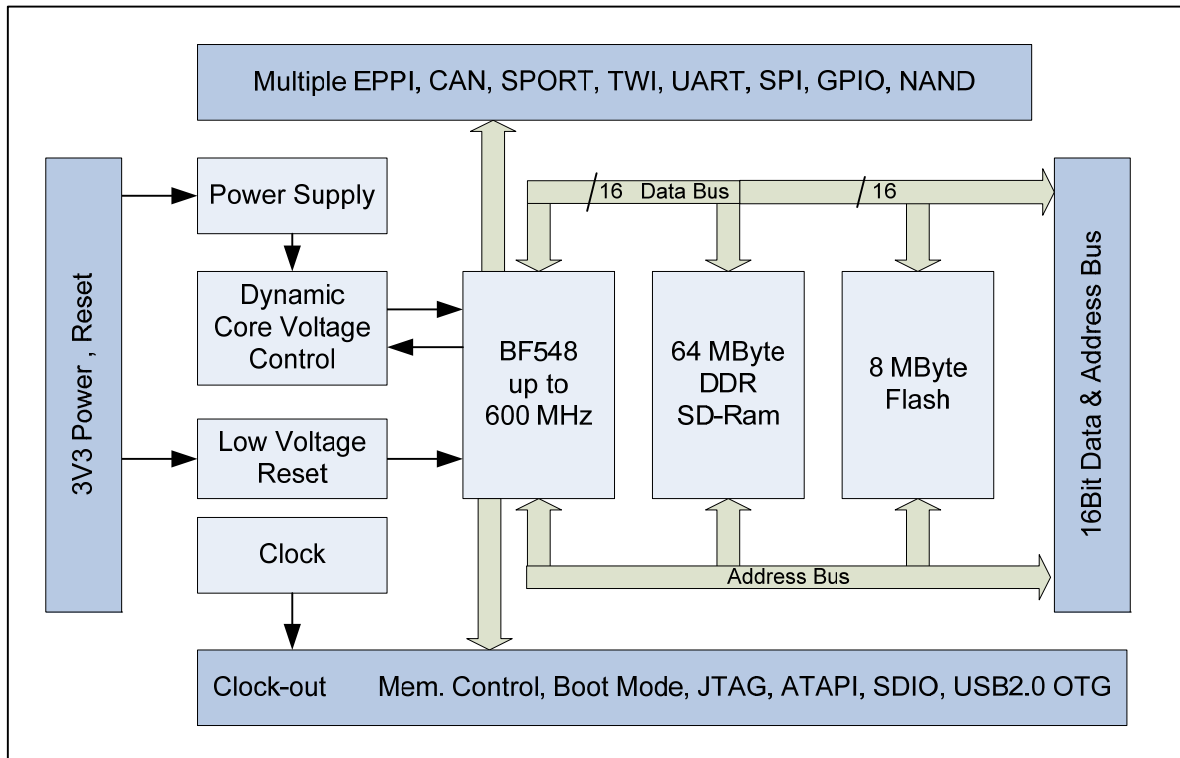 Multiple EPPI, CAN, SPORT, TWI, UART, SPI, GPIO, NAND
3V3 Power , Reset
Power Supply
Dynamic
Core Voltage
Control
Low Voltage
Reset
Clock
16 Data Bus
16
BF548
up to
600 MHz
64 MByte
DDR
SD-Ram
8 MByte
Flash
Address Bus
16Bit Data & Address Bus
Clock-out Mem. Control, Boot Mode, JTAG, ATAPI, SDIO, USB2.0 OTG